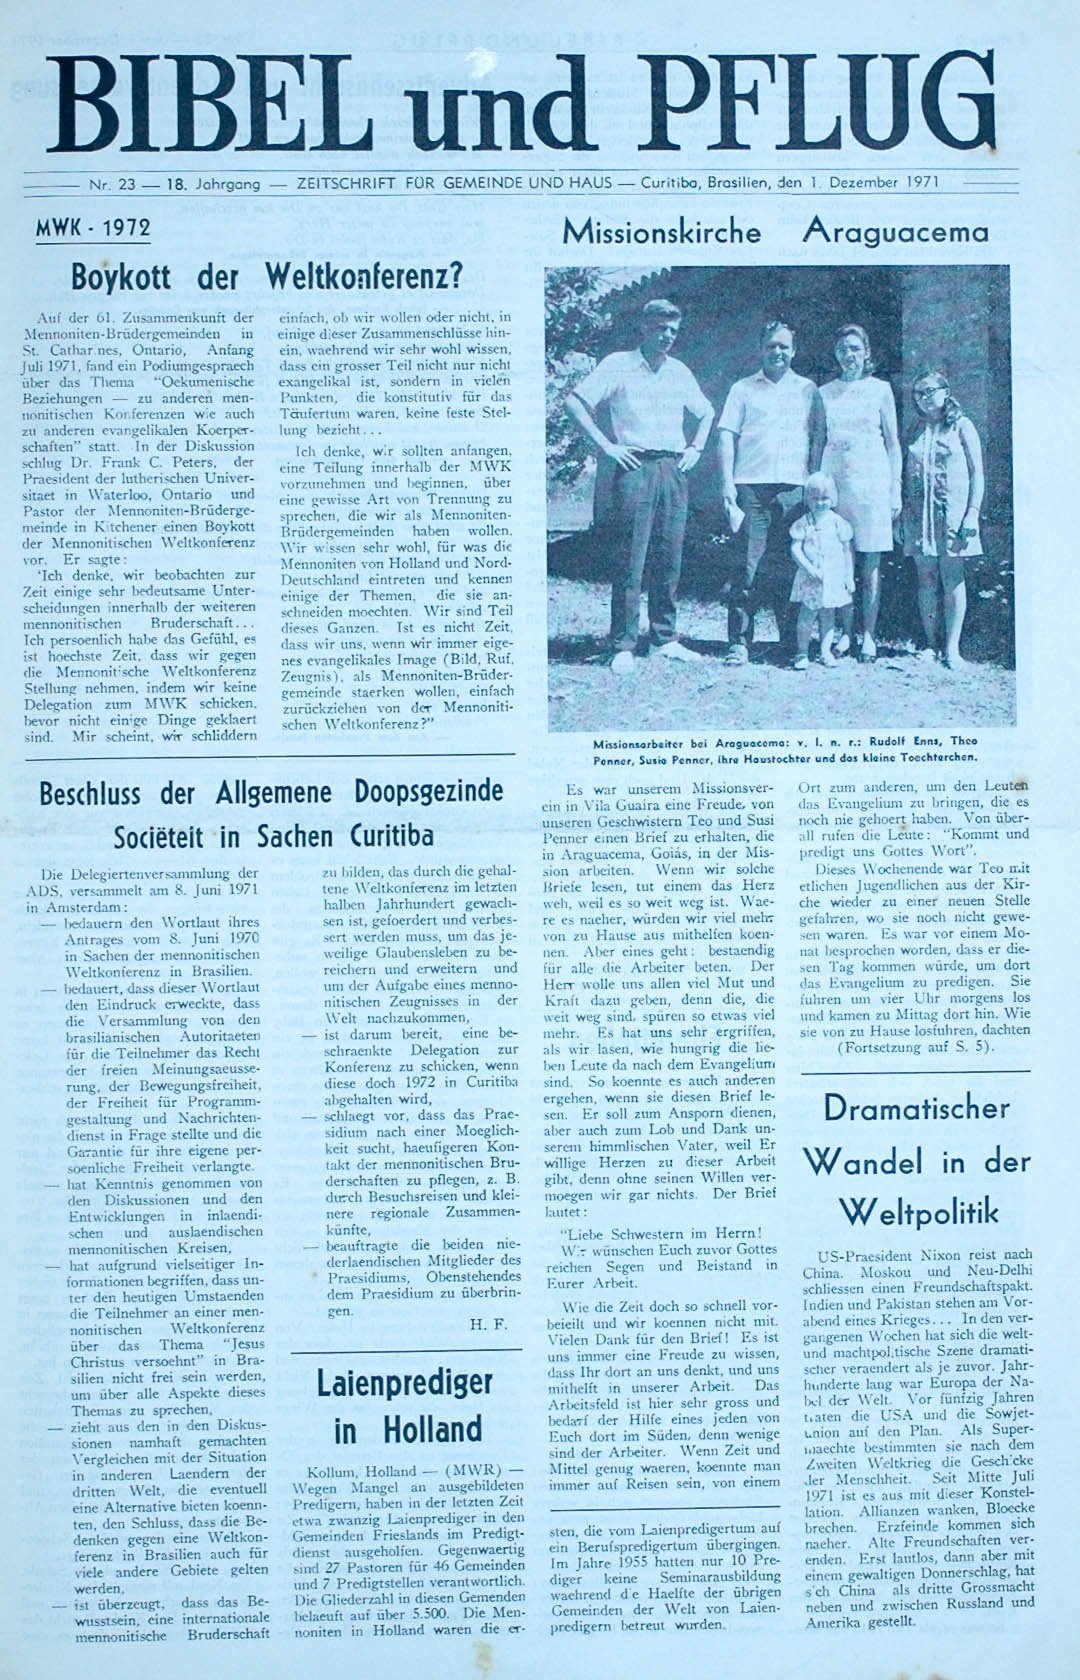 BIBEL und PFLUG
Nr. 23 — 18. Jahrgang — ZEITSCHRIFT FÜR GEMEINDE UND HAUS — Curitiba, Brasilien, den 1. Dezember 1971
MWK - 1972
Boykott der Weltkonferenz?
Auf der 61. Zusammenkunft der
Mennoniten-Brüdergemeinden in
St. Cathar.nes, Ontario, Anfang
Juli 1971, fand ein Podiumgespraech
über das Thema "Oekumenische
Beziehungen — zu anderen men-
nonitischen Konferenzen wie auch
zu anderen evangelikalen Koerper-
schaften" statt. In der Diskussion
schlug Dr. Frank C. Peters, der
Praesident der lutherischen Univer-
sitaet in Waterloo, Ontario und
Pastor der Mennoniten-Brüderge-
meinde in Kitchener einen Boykott
der Mennonitischen Weltkonferenz
vor. Er sagte:
'Ich denke, wir beobachten zur
Zeit einige sehr bedeutsame Unter-
scheidungen innerhalb der weiteren
mennonitischen Bruderschaft...
Ich persoenlich habe das Gefühl, es
ist hoechste Zeit, dass wir gegen
die Mennonitische Weltkonferenz
Stellung nehmen, indem wir keine
Delegation zum MWK schicken,
bevor nicht einige Dinge geklaert
sind. Mir scheint, wir schliddern
einfach, ob wir wollen oder nicht, in
einige dieser Zusammenschlüsse hin-
ein, waehrend wir sehr wohl wissen,
dass ein grosser Teil nicht nur nicht
exangelikal ist, sondern in vielen
Punkten, die konstitutiv für das
Täufertum waren, keine feste Stel-
lung bezieht...
Ich denke, wir sollten anfangen,
eine Teilung innerhalb der MWK
vorzunehmen und beginnen, über
eine gewisse Art von Trennung zu
sprechen, die wir als Mennoniten-
Brüdergemeinden haben wollen.
Wir wissen sehr wohl, für was die
Mennoniten von Holland und Nord-
Deutschland eintreten und kennen
einige der Themen, die sie an-
schneiden moechten. Wir sind Teil
dieses Ganzen. Ist es nicht Zeit,
dass wir uns, wenn wir immer eige-
nes evangelikales Image (Bild, Ruf,
Zeugnis), als Mennoniten-Brüder-
gemeinde staerken wollen, einfach
zurückziehen von der Mennoniti-
schen Weltkonferenz?"
Missionskirche Araguacema
Missionsarbeiter bei Araguacema: v. l. n. r.: Rudolf Enns, Theo
Penner, Susie Penner, ihre Haustochter und das kleine Toechterchen.
Beschluss der Allgemene Doopsgezinde
Sociëteit in Sachen Curitiba
Die Delegiertenversammlung der
ADS, versammelt am 8. Juni 1971
in Amsterdam:
— bedauern den Wortlaut ihres
Antrages vom 8. Juni 1970
in Sachen der mennonitischen
Weltkonferenz in Brasilien.
— bedauert, dass dieser Wortlaut
den Eindruck erweckte, dass
die Versammlung von den
brasilianischen Autoritaeten
für die Teilnehmer das Recht
der freien Meinungsaeusse-
rung, der Bewegungsfreiheit,
der Freiheit für Programm-
gestaltung und Nachrichten-
dienst in Frage stellte und die
Garantie für ihre eigene per-
soenliche Freiheit verlangte.
— hat Kenntnis genommen von
den Diskussionen und den
Entwicklungen in inlaendi-
schen und auslaendischen
mennonitischen Kreisen,
— hat aufgrund vielseitiger In-
formationen begriffen, dass un-
ter den heutigen Umstaenden
die Teilnehmer an einer men-
nonitischen Weltkonferenz
über das Thema "Jesus
Christus versoehnt" in Bra-
silien nicht frei sein werden,
um über alle Aspekte dieses
Themas zu sprechen,
— zieht aus den in den Diskus-
sionen namhaft gemachten
Vergleichen mit der Situation
in anderen Laendern der
dritten Welt, die eventuell
eine Alternative bieten koenn-
ten, den Schluss, dass die Be-
denken gegen eine Weltkon-
ferenz in Brasilien auch für
viele andere Gebiete gelten
werden,
— ist überzeugt, dass das Be-
wusstsein, eine internationale
mennonitische Bruderschaft
zu bilden, das durch die gehal-
tene Weltkonferenz im letzten
halben Jahrhundert gewach-
sen ist, gefoerdert und verbes-
sert werden muss, um das je-
weilige Glaubensleben zu be-
reichern und erweitern und
um der Aufgabe eines menno-
nitischen Zeugnisses in der
Welt nachzukommen,
— ist darum bereit, eine be-
schraenkte Delegation zur
Konferenz zu schicken, wenn
diese doch 1972 in Curitiba
abgehalten wird,
— schlaegt vor, dass das Prae-
sidium nach einer Moeglich-
keit sucht, haeufigeren Kon-
takt der mennonitischen Bru-
derschaften zu pflegen, z. B.
durch Besuchsreisen und klei-
nere regionale Zusammen-
künfte,
— beauftragte die beiden nie-
derlaendischen Mitglieder des
Praesidiums, Obenstehendes
dem Praesidium zu überbrin-
gen.
H. F.
Laienprediger
in Holland
Kollum, Holland — (MWR) —
Wegen Mangel an ausgebildeten
Predigern, haben in der letzten Zeit
etwa zwanzig Laienprediger in den
Gemeinden Frieslands im Predigt-
dienst ausgeholfen. Gegenwaertig
sind 27 Pastoren für 46 Gemeinden
und 7 Predigtstellen verantwortlich.
Die Gliederzahl in diesen Gemenden
belaeuft auf über 5.500. Die Men-
noniten in Holland waren die er-
Es war unserem Missionsver-
ein in Vila Guaira eine Freude, von
unseren Geschwistern Teo und Susi
Penner einen Brief zu erhalten, die
in Araguacema, Goiás, in der Mis-
sion arbeiten. Wenn wir solche
Briefe lesen, tut einem das Herz
weh, weil es so weit weg ist. Wae-
re es naeher, würden wir viel mehr
von zu Hause aus mithelfen koen-
nen. Aber eines geht: bestaendig
für alle die Arbeiter beten. Der
Herr wolle uns allen viel Mut und
Kraft dazu geben, denn die, die
weit weg sind, spüren so etwas viel
mehr. Es hat uns sehr ergriffen,
als wir lasen, wie hungrig die lie-
ben Leute da nach dem Evangelium
sind. So koennte es auch anderen
ergehen, wenn sie diesen Brief le-
sen. Er soll zum Ansporn dienen,
aber auch zum Lob und Dank un-
serem himmlischen Vater, weil Er
willige Herzen zu dieser Arbeit
gibt, denn ohne seinen Willen ver-
moegen wir gar nichts. Der Brief
lautet:
"Liebe Schwestern im Herrn!
Wir wünschen Euch zuvor Gottes
reichen Segen und Beistand in
Eurer Arbeit.
Wie die Zeit doch so schnell vor-
beieilt und wir koennen nicht mit.
Vielen Dank für den Brief! Es ist
uns immer eine Freude zu wissen,
dass Ihr dort an uns denkt, und uns
mithelft in unserer Arbeit. Das
Arbeitsfeld ist hier sehr gross und
bedarf der Hilfe eines jeden von
Euch dort im Süden, denn wenige
sind der Arbeiter. Wenn Zeit und
Mittel genug waeren, koennte man
immer auf Reisen sein, von einem
sten, die vom Laienpredigertum auf
ein Berufspredigertum übergingen.
Im Jahre 1955 hatten nur 10 Pre-
diger keine Seminarausbildung
waehrend die Haelfte der übrigen
Gemeinden der Welt von Laien-
predigern betreut wurden.
Ort zum anderen, um den Leuten
das Evangelium zu bringen, die es
noch nie gehoert haben. Von über-
all rufen die Leute: "Kommt und
predigt uns Gottes Wort".
Dieses Wochenende war Teo mit
etlichen Jugendlichen aus der Kir-
che wieder zu einer neuen Stelle
gefahren, wo sie noch nicht gewe-
sen waren. Es war vor einem Mo-
nat besprochen worden, dass er die-
sen Tag kommen würde, um dort
das Evangelium zu predigen. Sie
fuhren um vier Uhr morgens los
und kamen zu Mittag dort hin. Wie
sie von zu Hause losfuhren, dachten
(Fortsetzung auf S. 5).
Dramatischer
Wandel in der
Weltpolitik
US-Praesident Nixon reist nach
China. Moskou und Neu-Delhi
schliessen einen Freundschaftspakt.
Indien und Pakistan stehen am Vor-
abend eines Krieges... In den ver-
gangenen Wochen hat sich die welt-
und machtpolitische Szene dramati-
scher veraendert als je zuvor. Jahr-
hunderte lang war Europa der Na-
bel der Welt. Vor fünfzig Jahren
traten die USA und die Sowjet-
union auf den Plan. Als Super-
maechte bestimmten sie nach dem
Zweiten Weltkrieg die Geschicke
der Menschheit. Seit Mitte Juli
1971 ist es aus mit dieser Konstel-
lation. Allianzen wanken, Bloecke
brechen. Erzfeinde kommen sich
naeher. Alte Freundschaften ver-
enden. Erst lautlos, dann aber mit
einem gewaltigen Donnerschlag, hat
sich China als dritte Grossmacht
neben und zwischen Russland und
Amerika gestellt.